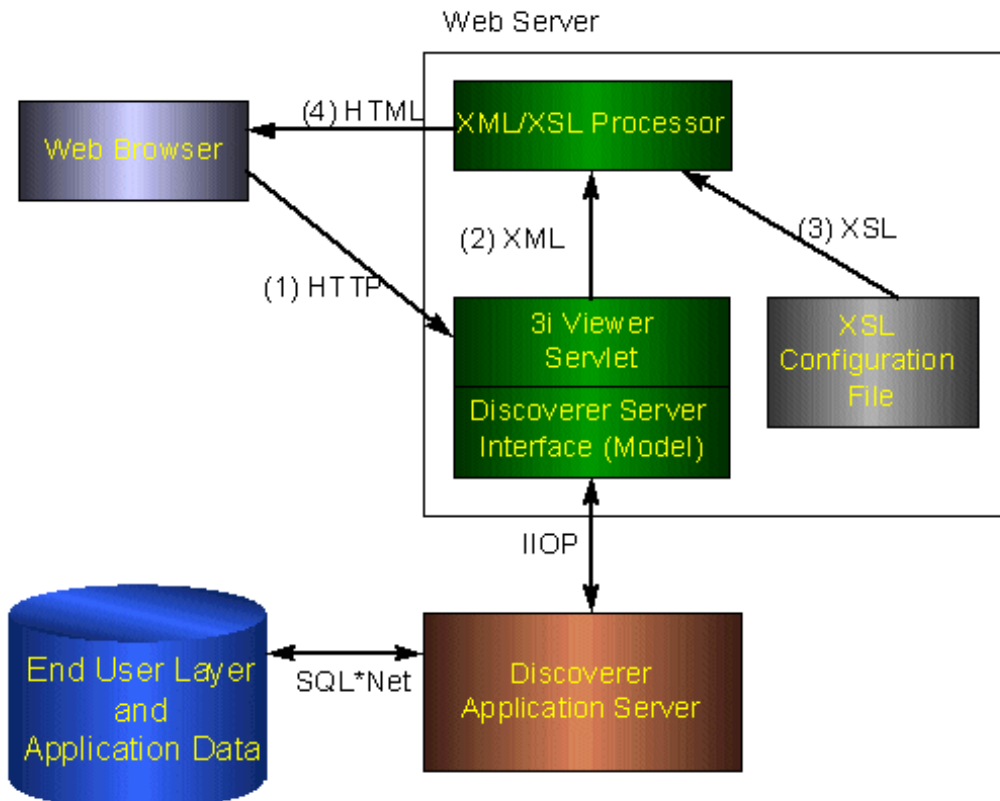 Web Server
XML/XSL Processor
(4) HTML
Web Browser
(2) XML
(3) XSL
(1) HTTP
3i Viewer
Servlet
XSL
Configuration
File
Discoverer Server
Interface (Model)
IIOP
End User Layer
and
Application Data
SQL*Net
Discoverer
Application Server